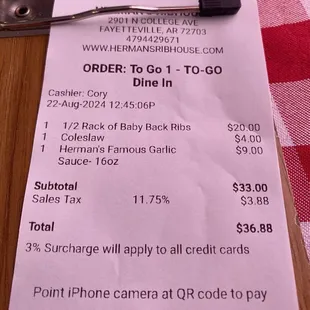 HERMAN'S RIBHOUSE
2901 N COLLEGE AVE
FAYETTEVILLE, AR 72703
4794429671
WWW.HERMANSRIBHOUSE.COM
ORDER: To Go 1 - TO-GO
Dine In
Cashier: Cory
22-Aug-2024 12:45:06P
1 1/2 Rack of Baby Back Ribs $20.00
1 Coleslaw $4.00
1 Herman's Famous Garlic $9.00
Sauce- 16oz
Subtotal $33.00
Sales Tax 11.75% $3.88
Total $36.88
3% Surcharge will apply to all credit cards
Point iPhone camera at QR code to pay